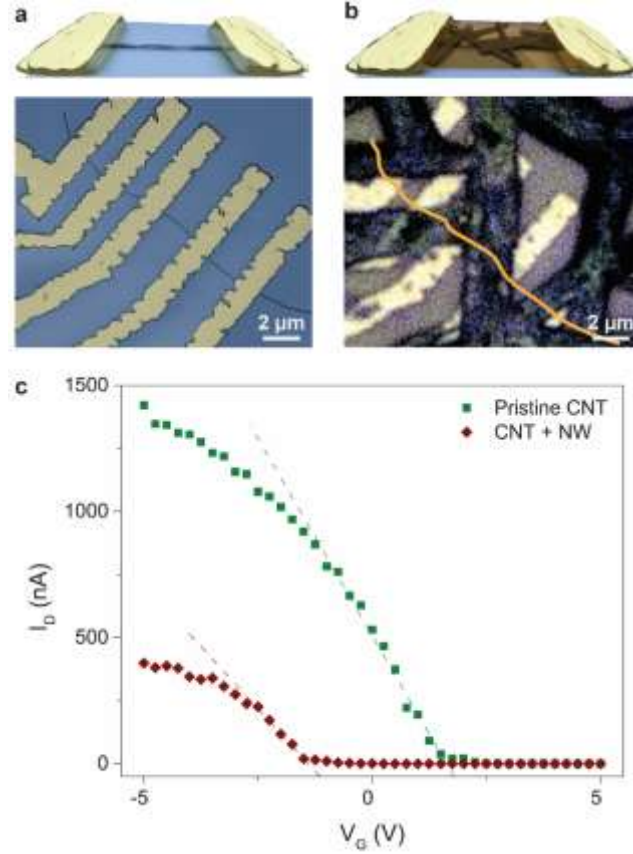 a
b
2 µm
2 µm
c
1500
1000
500
0
I_D (nA)
Pristine CNT
CNT + NW
-5
0
5
V_G (V)